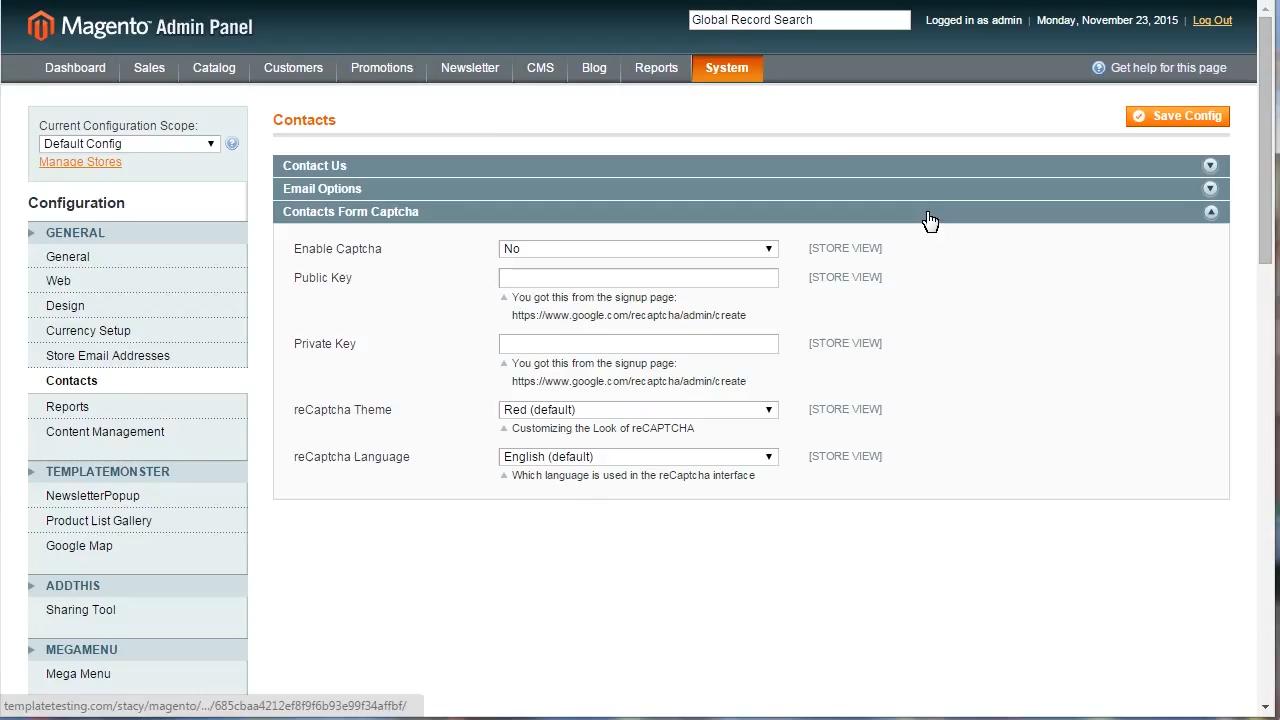 Magento Admin Panel
Global Record Search
Logged in as admin | Monday, November 23, 2015 | Log Out
Dashboard Sales Catalog Customers Promotions Newsletter CMS Blog Reports System
Get help for this page
Current Configuration Scope:
Default Config
Manage Stores
Configuration
GENERAL
General
Web
Design
Currency Setup
Store Email Addresses
Contacts
Reports
Content Management
TEMPLATEMONSTER
NewsletterPopup
Product List Gallery
Google Map
ADDTHIS
Sharing Tool
MEGAMENU
Mega Menu
Contacts
Save Config
Contact Us
Email Options
Contacts Form Captcha
Enable Captcha No [STORE VIEW]
Public Key [STORE VIEW]
You got this from the signup page:
https://www.google.com/recaptcha/admin/create
Private Key [STORE VIEW]
You got this from the signup page:
https://www.google.com/recaptcha/admin/create
reCaptcha Theme Red (default) [STORE VIEW]
Customizing the Look of reCAPTCHA
reCaptcha Language English (default) [STORE VIEW]
Which language is used in the reCaptcha interface
templatetesting.com/stacy/magento/.../685cbaa4212ef8f9f6b93e99f34affbf/